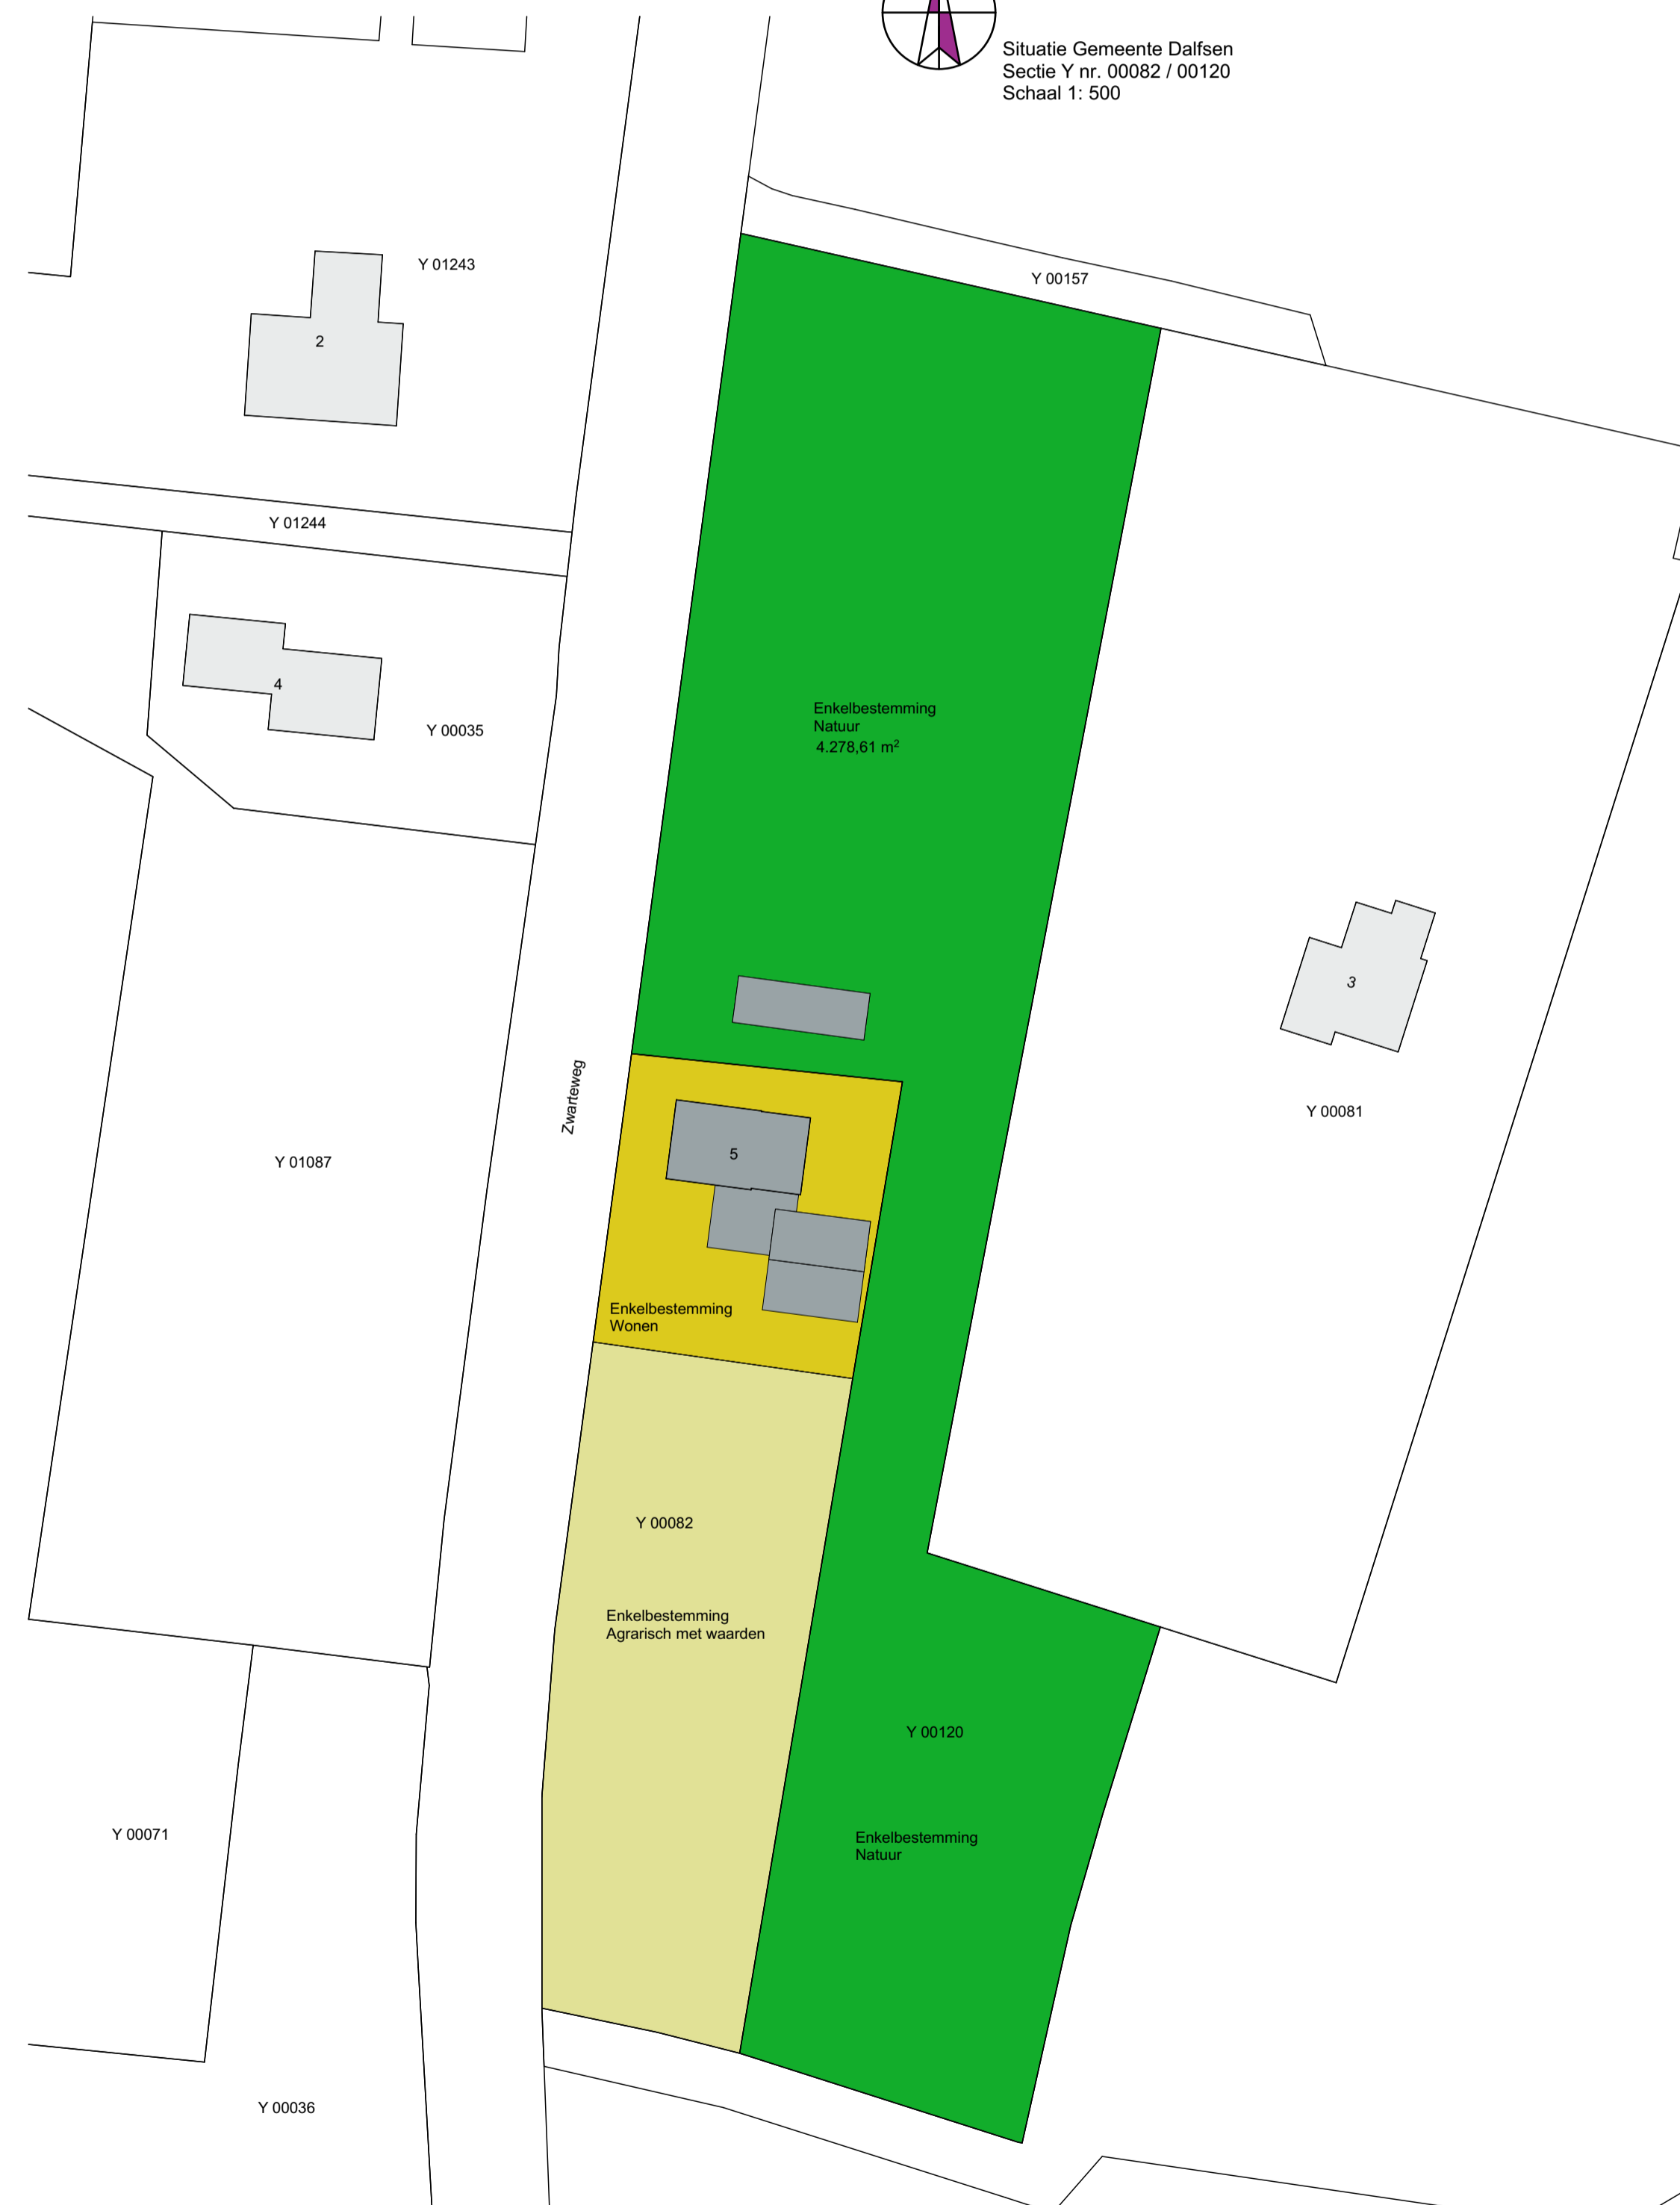 Situatie Gemeente Dalfsen
Sectie Y nr. 00082 / 00120
Schaal 1: 500
Y 01243
Y 00157
2
Y 01244
4
Y 00035
Enkelbestemming
Natuur
4.278,61 m²
3
Zwarteweg
Y 00081
5
Y 01087
Enkelbestemming
Wonen
Y 00082
Enkelbestemming
Agrarisch met waarden
Y 00120
Y 00071
Enkelbestemming
Natuur
Y 00036